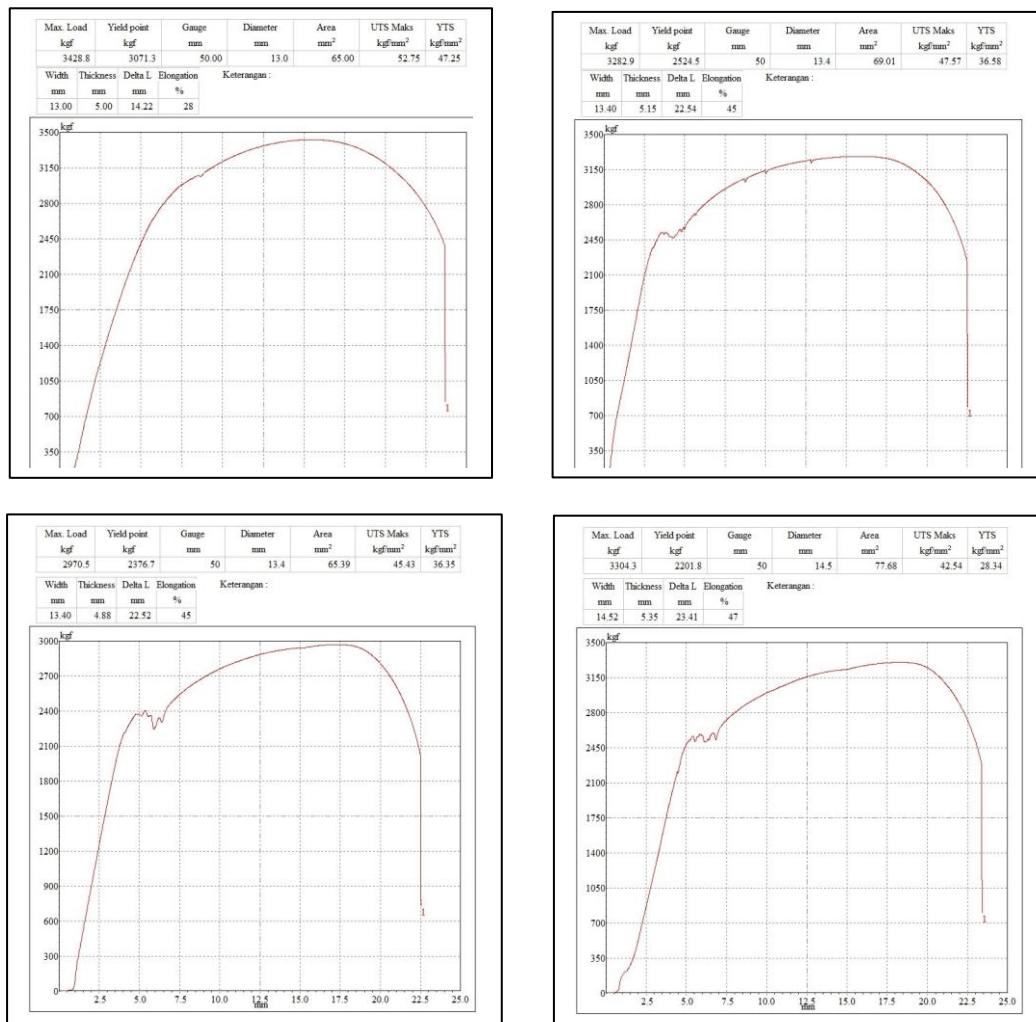 Max. Load Yield point Gauge Diameter Area UTS Maks YTS
kgf kgf mm mm mm² kgf/mm² kgf/mm²
3428.8 3071.3 50.00 13.0 65.00 52.75 47.25
Width Thickness Delta L Elongation Keterangan :
mm mm mm %
13.00 5.00 14.22 28
kgf
3500
3150
2800
2450
2100
1750
1400
1050
700
350
1
Max. Load Yield point Gauge Diameter Area UTS Maks YTS
kgf kgf mm mm mm² kgf/mm² kgf/mm²
3282.9 2524.5 50 13.4 69.01 47.57 36.58
Width Thickness Delta L Elongation Keterangan :
mm mm mm %
13.40 5.15 22.54 45
kgf
3500
3150
2800
2450
2100
1750
1400
1050
700
350
1
Max. Load Yield point Gauge Diameter Area UTS Maks YTS
kgf kgf mm mm mm² kgf/mm² kgf/mm²
2970.5 2376.7 50 13.4 65.39 45.43 36.35
Width Thickness Delta L Elongation Keterangan :
mm mm mm %
13.40 4.88 22.52 45
kgf
3000
2700
2400
2100
1800
1500
1200
900
600
300
0
1
2.5 5.0 7.5 10.0 12.5 15.0 17.5 20.0 22.5 25.0
mm
Max. Load Yield point Gauge Diameter Area UTS Maks YTS
kgf kgf mm mm mm² kgf/mm² kgf/mm²
3304.3 2201.8 50 14.5 77.68 42.54 28.34
Width Thickness Delta L Elongation Keterangan :
mm mm mm %
14.52 5.35 23.41 47
kgf
3500
3150
2800
2450
2100
1750
1400
1050
700
350
0
1
2.5 5.0 7.5 10.0 12.5 15.0 17.5 20.0 22.5 25.0
mm